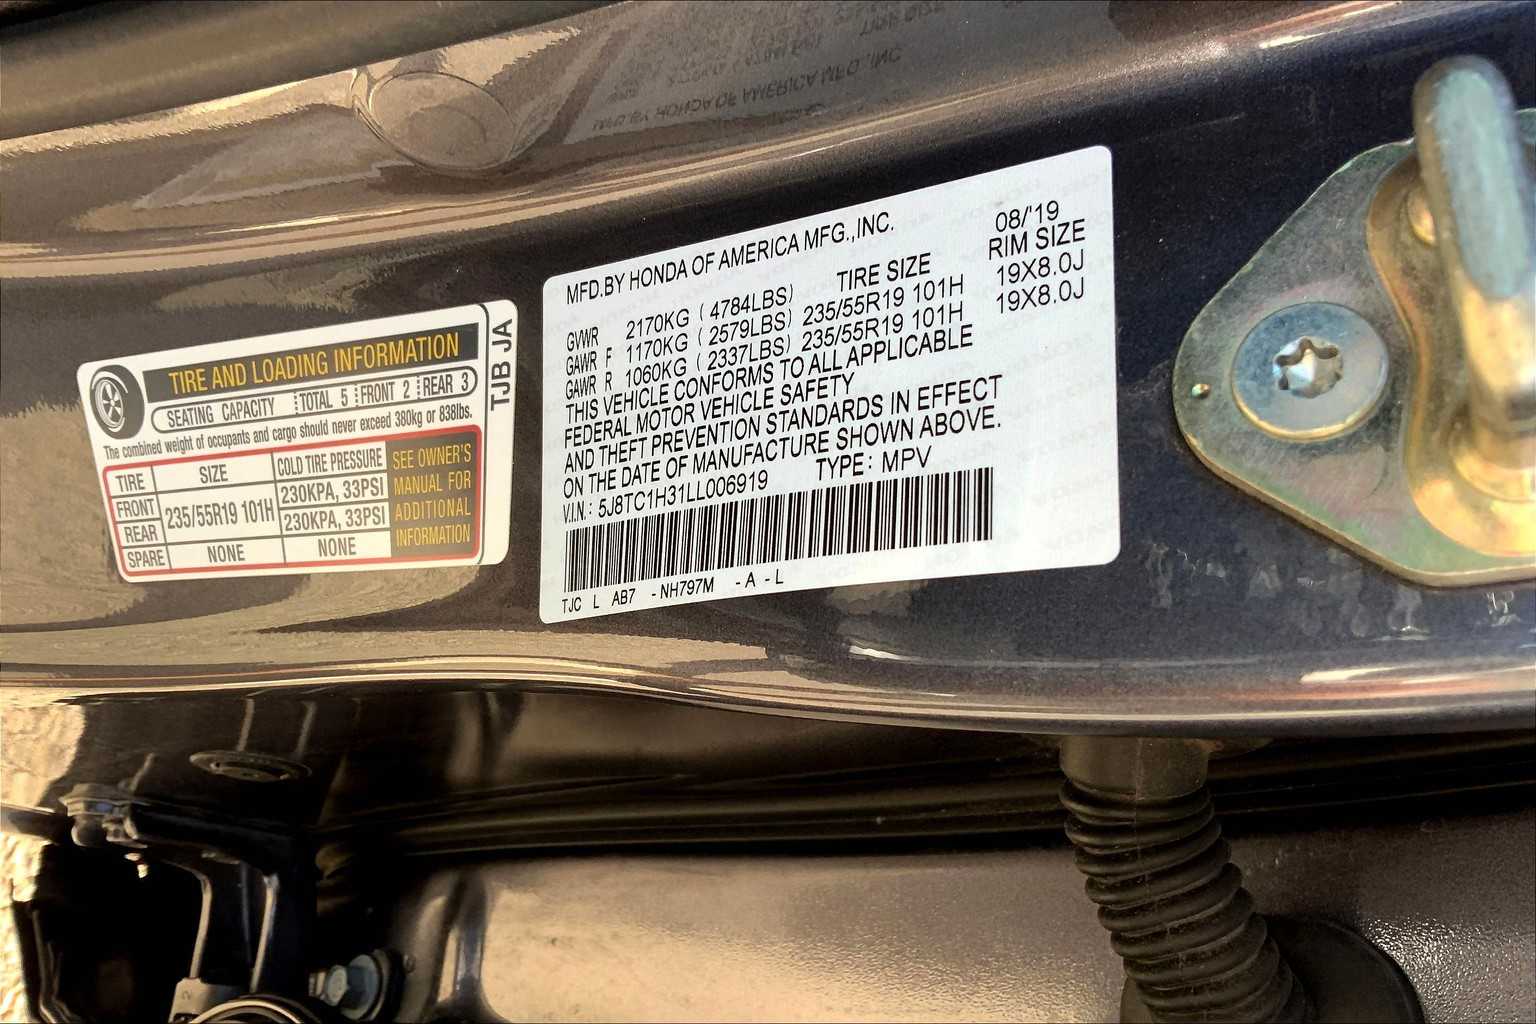 TIRE AND LOADING INFORMATION
SEATING CAPACITY TOTAL 5 FRONT 2 REAR 3
The combined weight of occupants and cargo should never exceed 380kg or 838lbs.
TIRE SIZE COLD TIRE PRESSURE
FRONT 235/55R19 101H 230KPA, 33PSI
REAR 230KPA, 33PSI
SPARE NONE NONE
SEE OWNER'S
MANUAL FOR
ADDITIONAL
INFORMATION
TJB JA
MFD.BY HONDA OF AMERICA MFG.,INC. 08/'19
TIRE SIZE RIM SIZE
GVWR 2170KG ( 4784LBS)
GAWR F 1170KG ( 2579LBS) 235/55R19 101H 19X8.0J
GAWR R 1060KG ( 2337LBS) 235/55R19 101H 19X8.0J
THIS VEHICLE CONFORMS TO ALL APPLICABLE
FEDERAL MOTOR VEHICLE SAFETY
AND THEFT PREVENTION STANDARDS IN EFFECT
ON THE DATE OF MANUFACTURE SHOWN ABOVE.
V.I.N.: 5J8TC1H31LL006919 TYPE: MPV
TJC L AB7 -NH797M -A-L